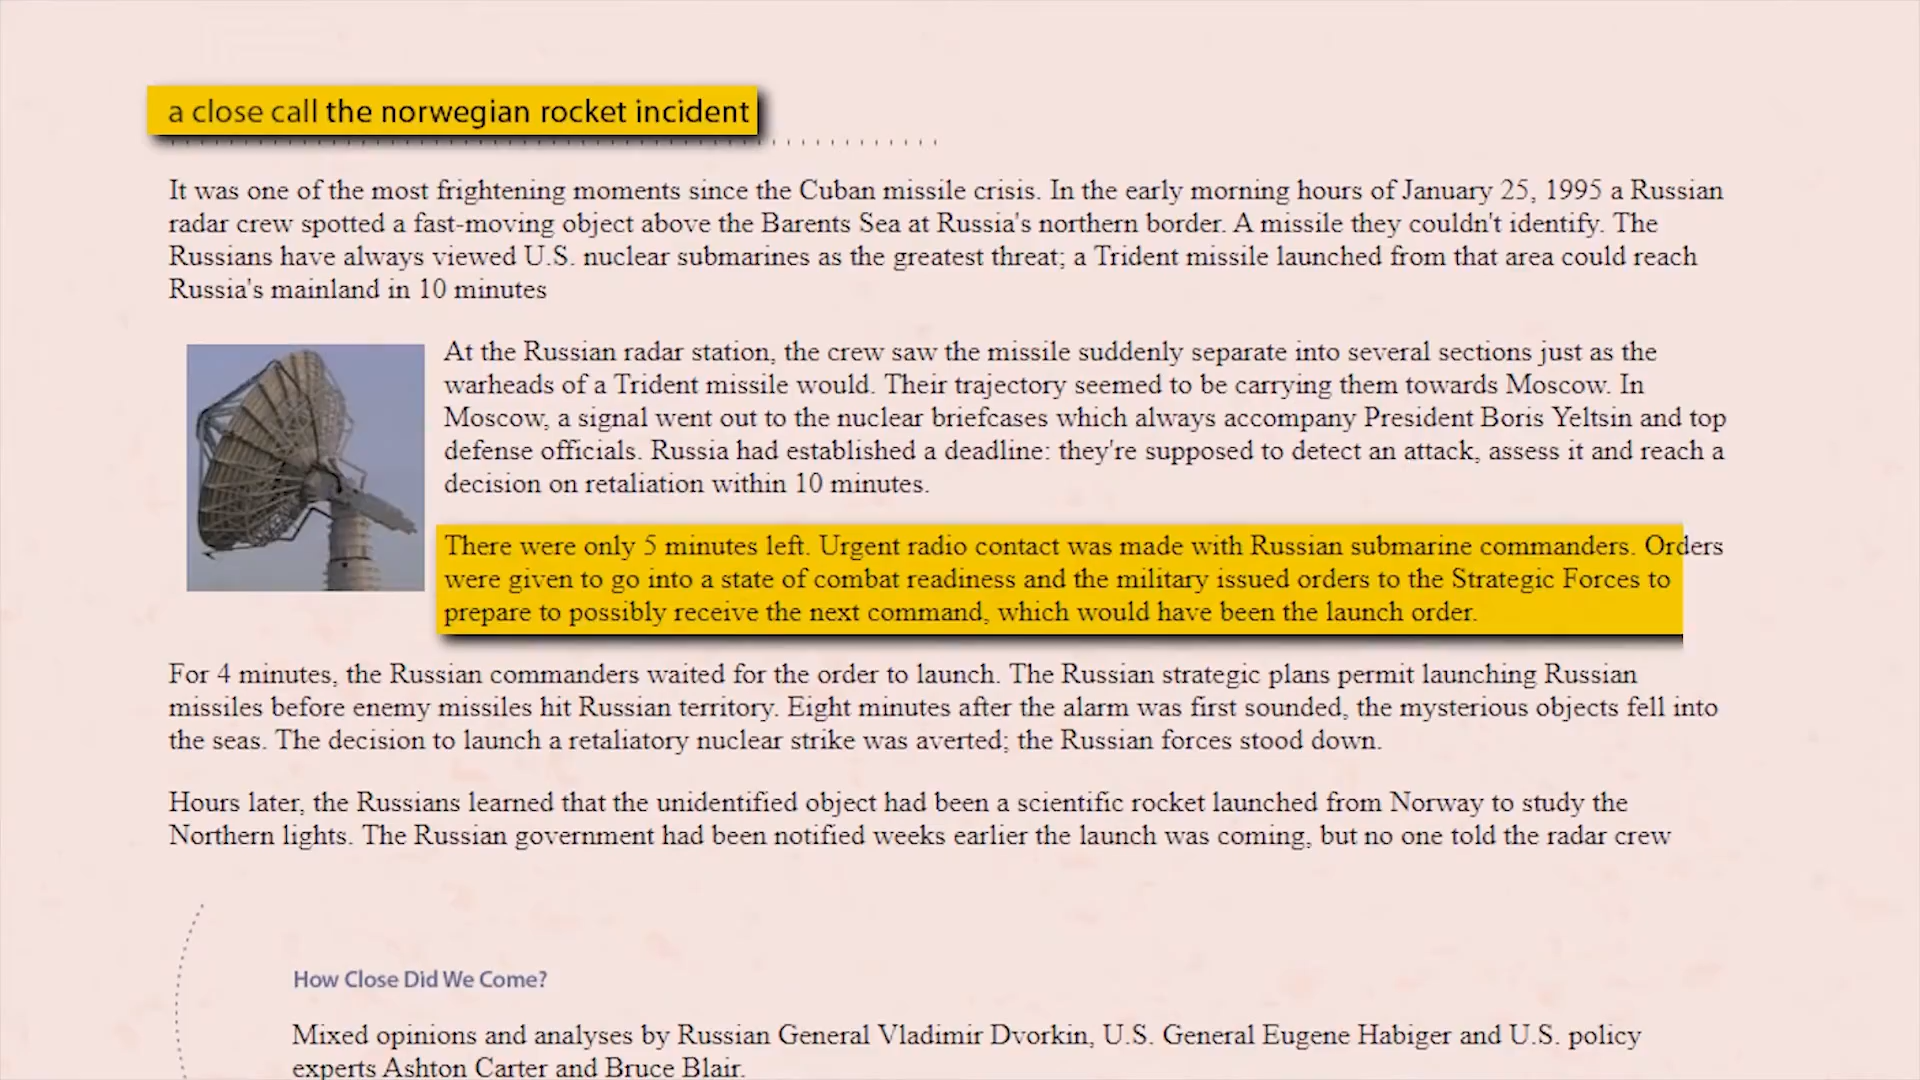 a close call the norwegian rocket incident
It was one of the most frightening moments since the Cuban missile crisis. In the early morning hours of January 25, 1995 a Russian
radar crew spotted a fast-moving object above the Barents Sea at Russia's northern border. A missile they couldn't identify. The
Russians have always viewed U.S. nuclear submarines as the greatest threat; a Trident missile launched from that area could reach
Russia's mainland in 10 minutes
At the Russian radar station, the crew saw the missile suddenly separate into several sections just as the
warheads of a Trident missile would. Their trajectory seemed to be carrying them towards Moscow. In
Moscow, a signal went out to the nuclear briefcases which always accompany President Boris Yeltsin and top
defense officials. Russia had established a deadline: they're supposed to detect an attack, assess it and reach a
decision on retaliation within 10 minutes.
There were only 5 minutes left. Urgent radio contact was made with Russian submarine commanders. Orders
were given to go into a state of combat readiness and the military issued orders to the Strategic Forces to
prepare to possibly receive the next command, which would have been the launch order.
For 4 minutes, the Russian commanders waited for the order to launch. The Russian strategic plans permit launching Russian
missiles before enemy missiles hit Russian territory. Eight minutes after the alarm was first sounded, the mysterious objects fell into
the seas. The decision to launch a retaliatory nuclear strike was averted; the Russian forces stood down.
Hours later, the Russians learned that the unidentified object had been a scientific rocket launched from Norway to study the
Northern lights. The Russian government had been notified weeks earlier the launch was coming, but no one told the radar crew
How Close Did We Come?
Mixed opinions and analyses by Russian General Vladimir Dvorkin, U.S. General Eugene Habiger and U.S. policy
experts Ashton Carter and Bruce Blair.